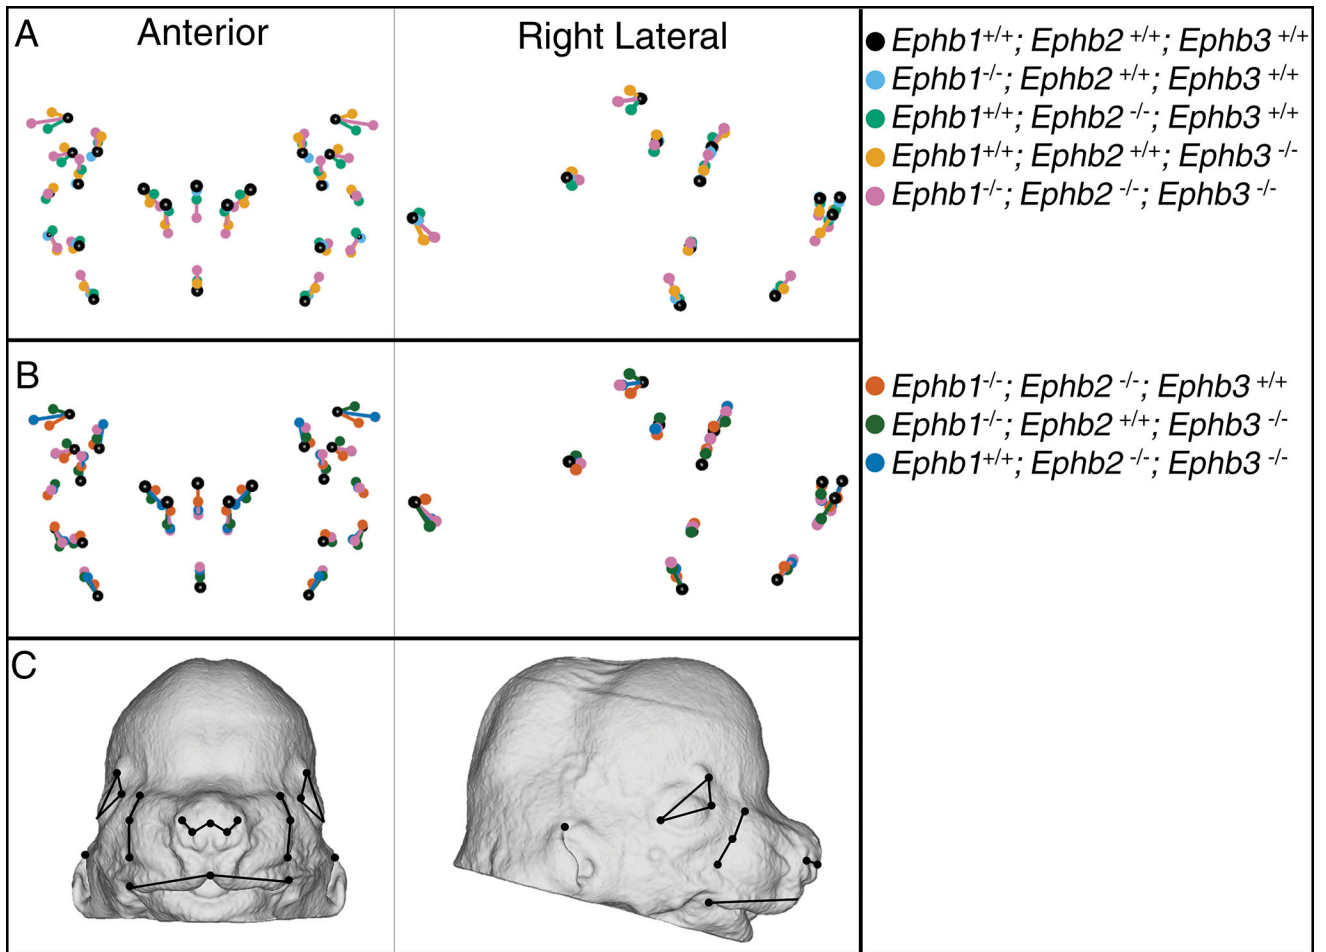 A
Anterior
Right Lateral
Ephb1+/+; Ephb2 +/+; Ephb3 +/+
Ephb1-/-; Ephb2 +/+; Ephb3 +/+
Ephb1+/+; Ephb2 -/-; Ephb3 +/+
Ephb1+/+; Ephb2 +/+; Ephb3 -/-
Ephb1-/-; Ephb2 -/-; Ephb3 -/-
B
Ephb1-/-; Ephb2 -/-; Ephb3 +/+
Ephb1-/-; Ephb2 +/+; Ephb3 -/-
Ephb1+/+; Ephb2 -/-; Ephb3 -/-
C